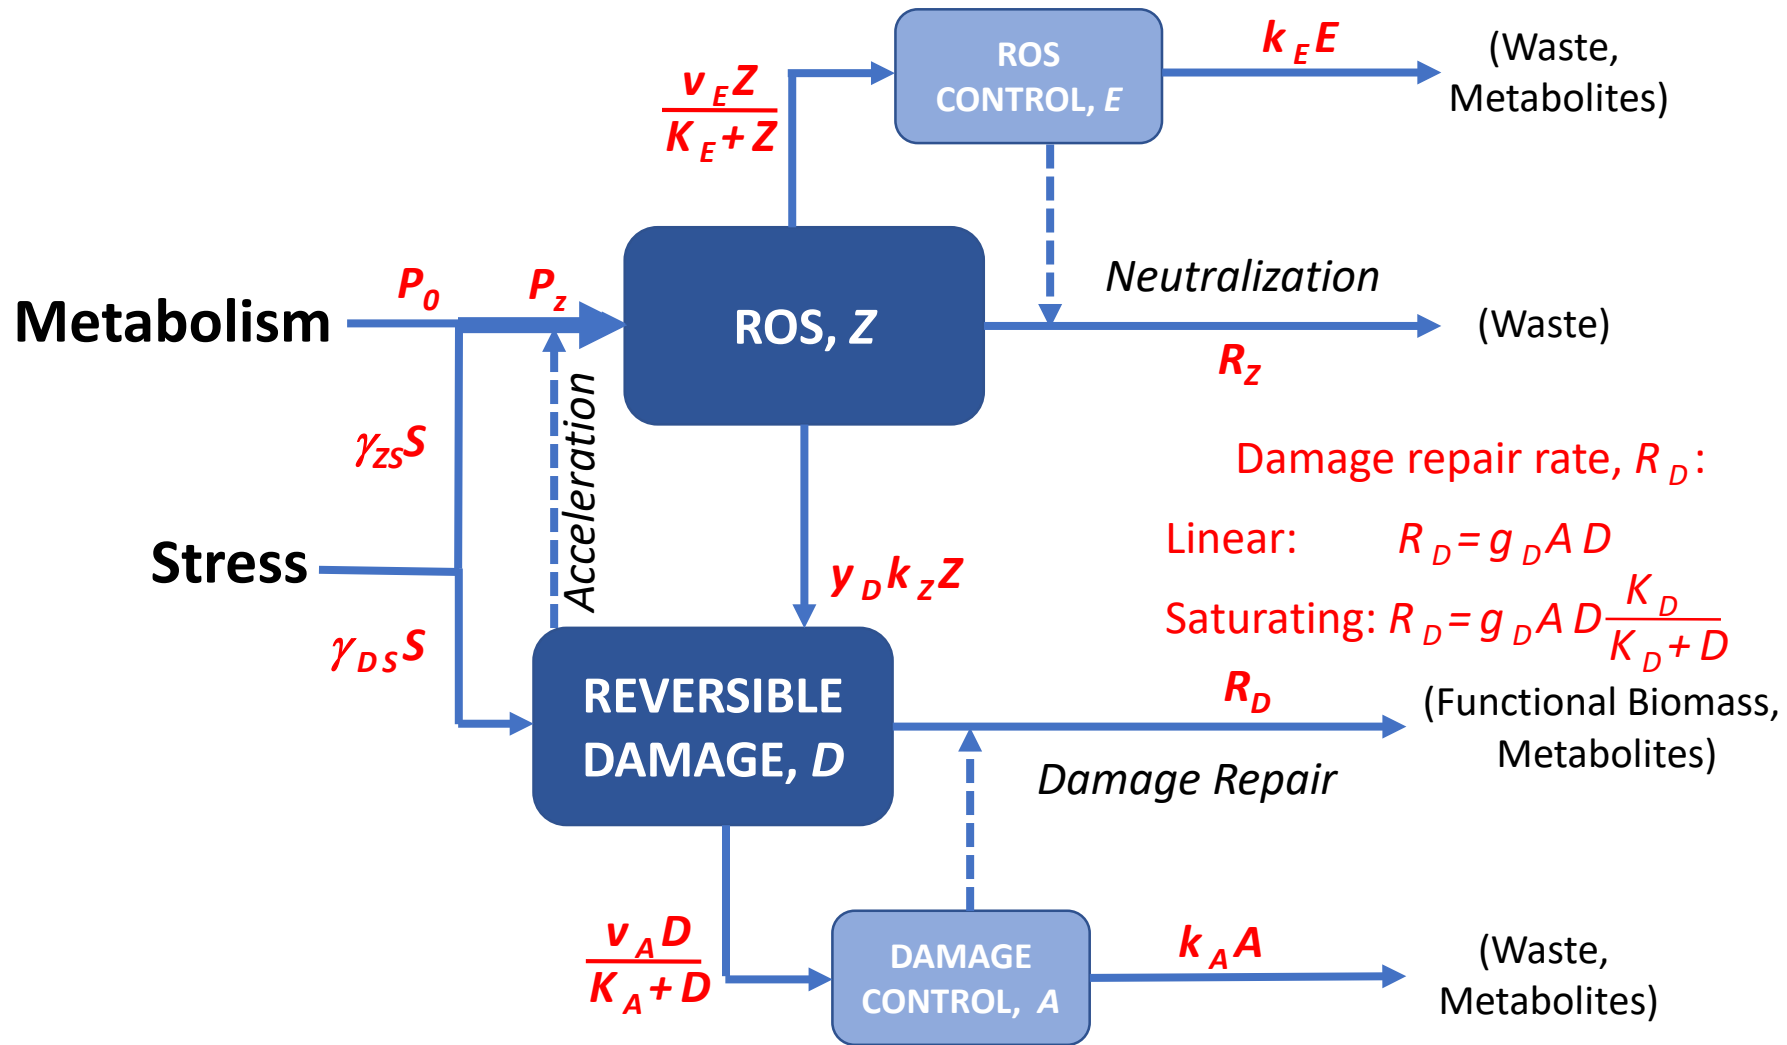 ROS
CONTROL, E
k_E E
(Waste,
Metabolites)
v_E Z
K_E + Z
Metabolism
P_0
P_z
ROS, Z
Neutralization
R_Z
(Waste)
γ_ZS S
Acceleration
Stress
γ_DS S
y_D k_Z Z
Damage repair rate, R_D:
Linear: R_D = g_D A D
Saturating: R_D = g_D A D K_D
K_D + D
REVERSIBLE
DAMAGE, D
R_D
(Functional Biomass,
Metabolites)
Damage Repair
v_A D
K_A + D
DAMAGE
CONTROL, A
k_A A
(Waste,
Metabolites)